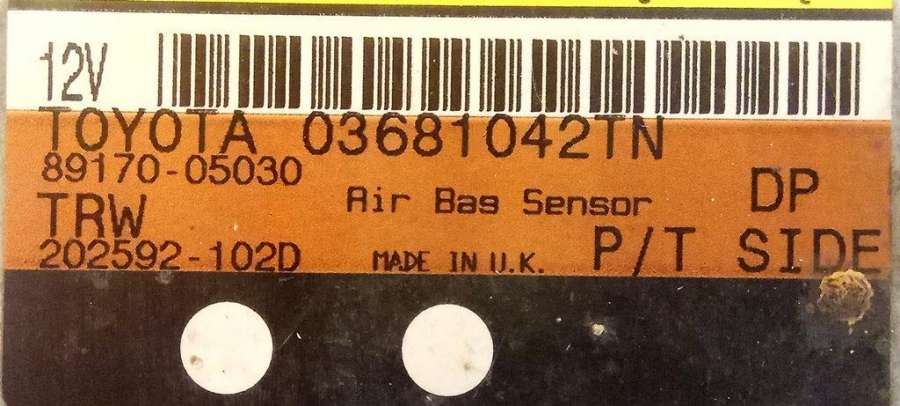 12V
TOYOTA 03681042TN
89170-05030
Air Bag Sensor DP
TRW
202592-102D MADE IN U.K. P/T SIDE